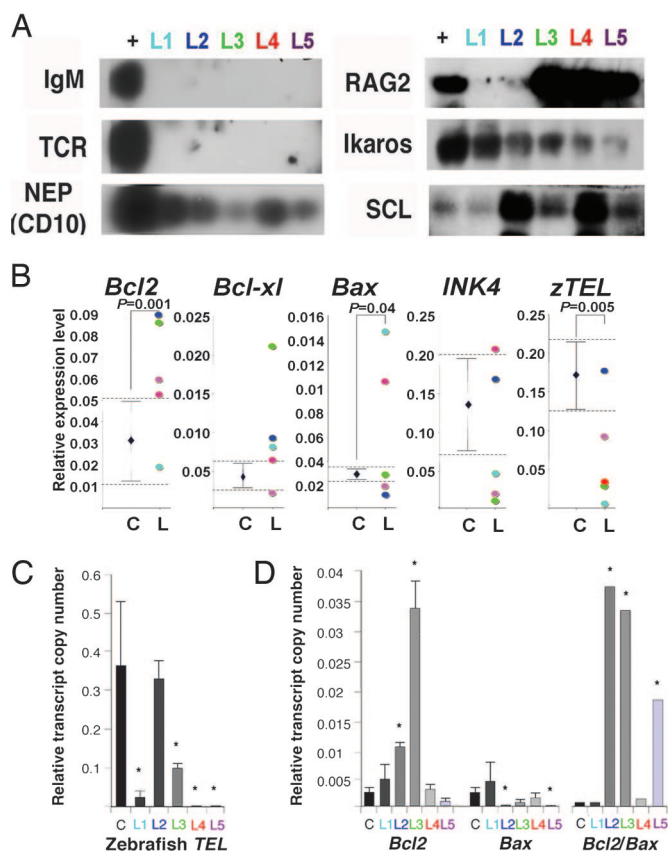 A
+ L1 L2 L3 L4 L5
IgM
TCR
NEP
(CD10)
+ L1 L2 L3 L4 L5
RAG2
Ikaros
SCL
B
Relative expression level
Bcl2
P=0.001
0.09
0.08
0.07
0.06
0.05
0.04
0.03
0.02
0.01
C L
Bcl-xl
0.025
0.020
0.015
0.010
0.005
C L
Bax
P=0.04
0.016
0.014
0.012
0.01
0.08
0.06
0.04
0.02
C L
INK4
0.25
0.20
0.15
0.10
0.05
C L
zTEL
P=0.005
0.25
0.20
0.15
0.10
0.05
C L
C
Relative transcript copy number
0.6
0.5
0.4
0.3
0.2
0.1
* * * *
C L1 L2 L3 L4 L5
Zebrafish TEL
D
Relative transcript copy number
0.04
0.035
0.03
0.025
0.02
0.015
0.01
0.005
* * * * * * *
C L1 L2 L3 L4 L5
Bcl2
C L1 L2 L3 L4 L5
Bax
C L1 L2 L3 L4 L5
Bcl2/Bax